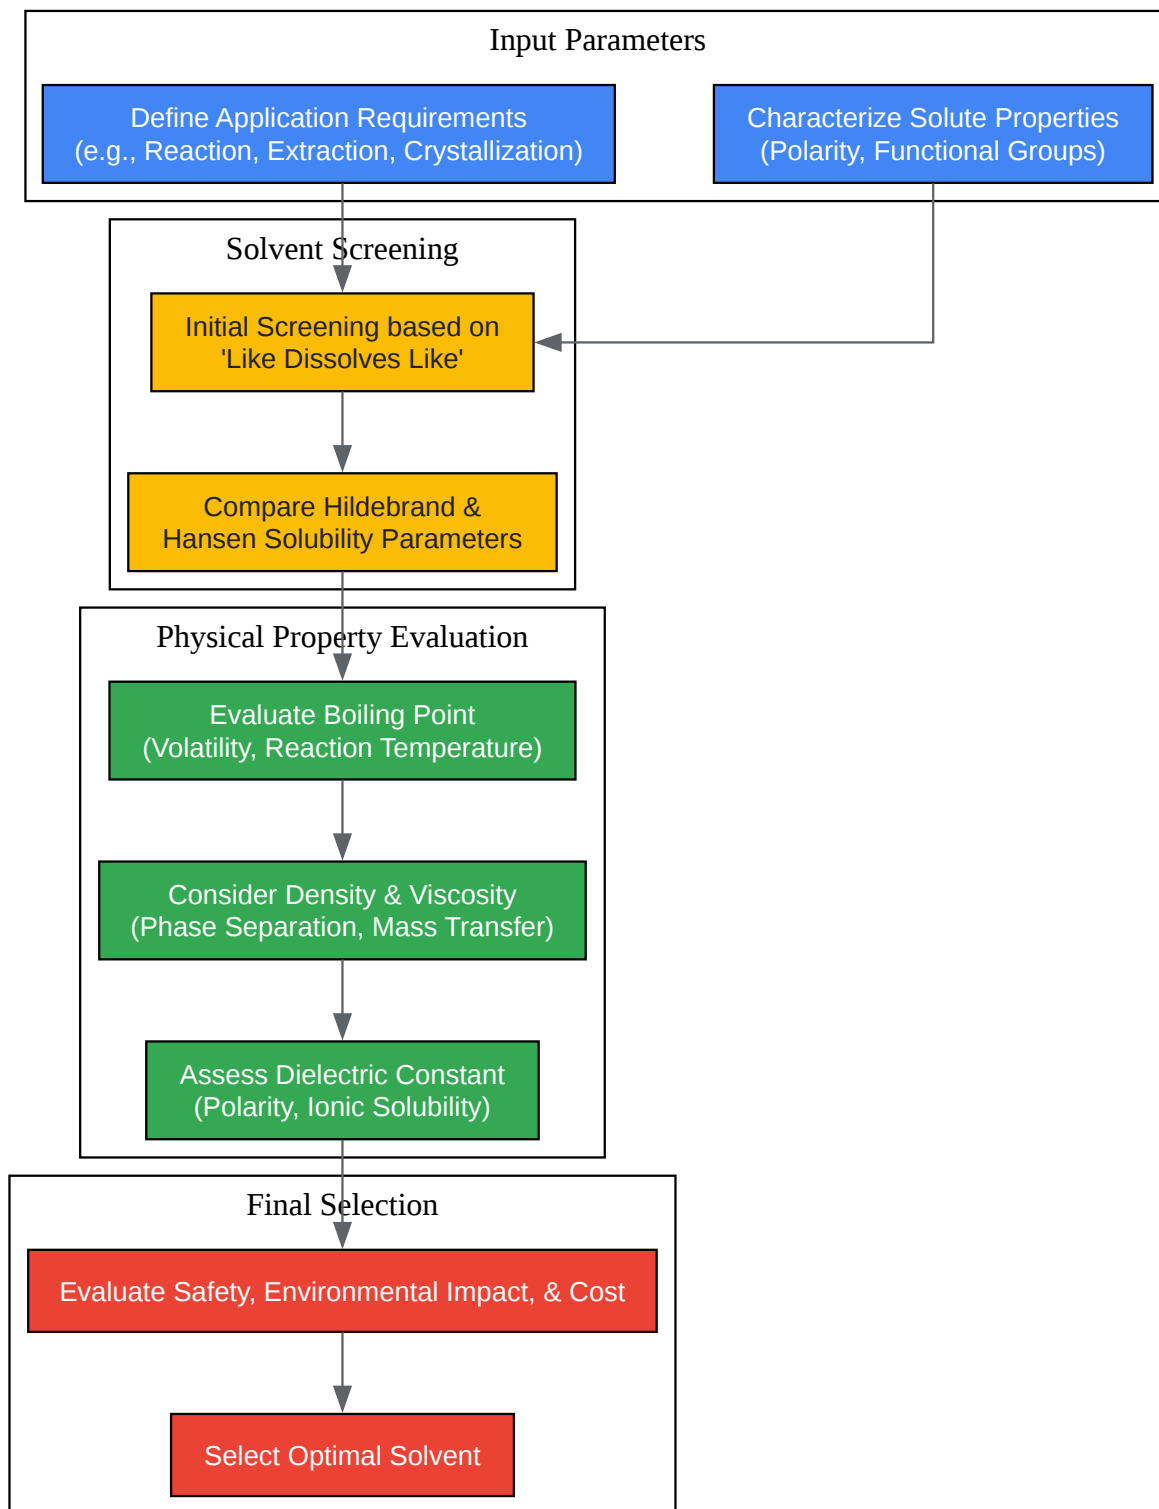 Input Parameters
Define Application Requirements
(e.g., Reaction, Extraction, Crystallization)
Characterize Solute Properties
(Polarity, Functional Groups)
Solvent Screening
Initial Screening based on
'Like Dissolves Like'
Compare Hildebrand &
Hansen Solubility Parameters
Physical Property Evaluation
Evaluate Boiling Point
(Volatility, Reaction Temperature)
Consider Density & Viscosity
(Phase Separation, Mass Transfer)
Assess Dielectric Constant
(Polarity, Ionic Solubility)
Final Selection
Evaluate Safety, Environmental Impact, & Cost
Select Optimal Solvent